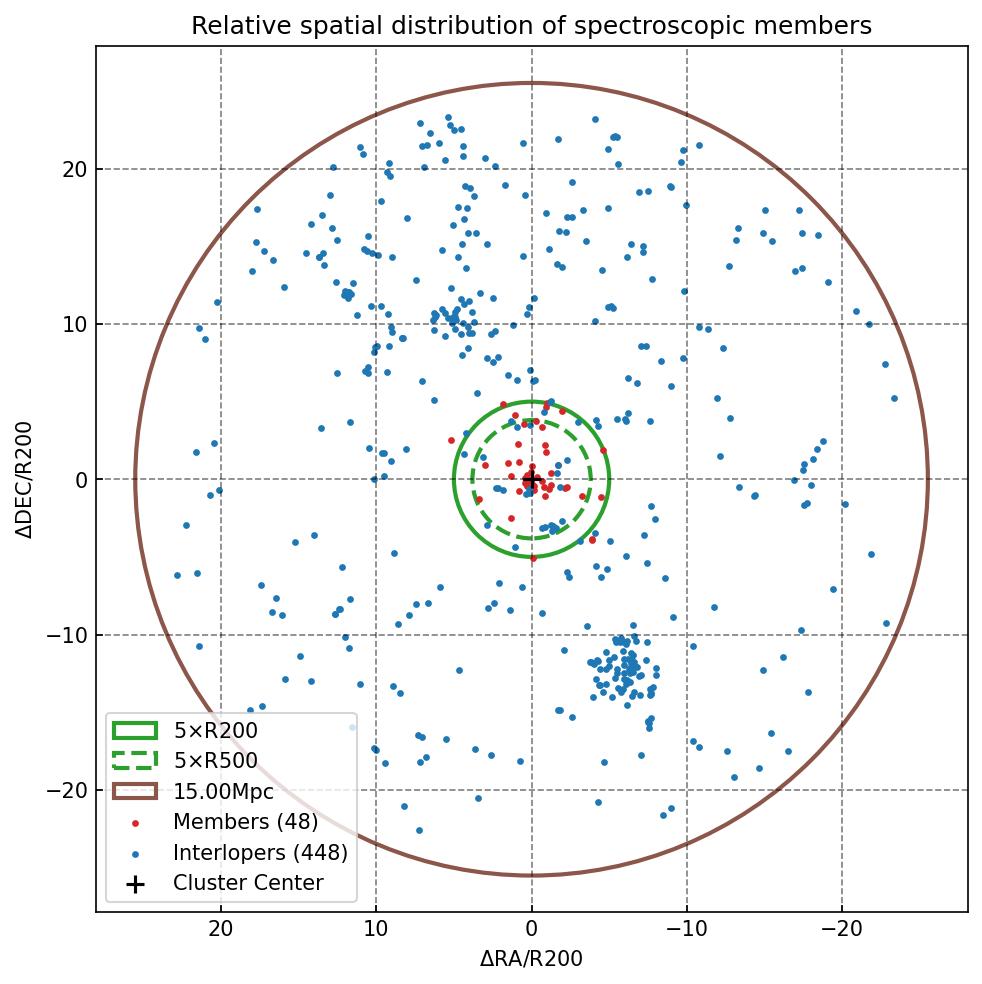 Relative spatial distribution of spectroscopic members
ΔDEC/R200
20
10
0
−10
−20
5×R200
5×R500
15.00Mpc
Members (48)
Interlopers (448)
Cluster Center
20
10
0
−10
−20
ΔRA/R200